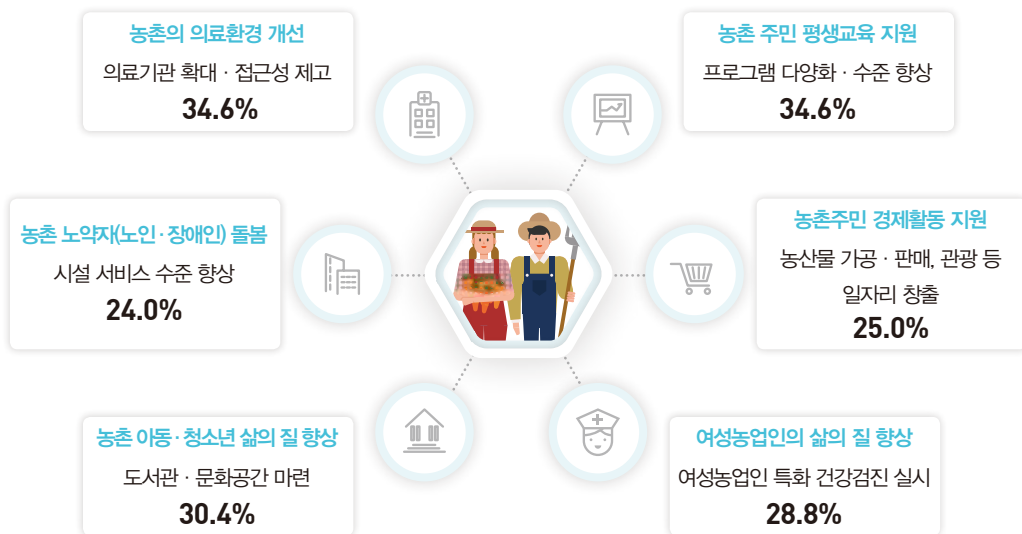 농촌의 의료환경 개선
의료기관 확대 · 접근성 제고
34.6%
농촌 주민 평생교육 지원
프로그램 다양화 · 수준 향상
34.6%
농촌 노약자(노인 · 장애인) 돌봄
시설 서비스 수준 향상
24.0%
농촌주민 경제활동 지원
농산물 가공 · 판매, 관광 등
일자리 창출
25.0%
농촌 아동 · 청소년 삶의 질 향상
도서관 · 문화공간 마련
30.4%
여성농업인의 삶의 질 향상
여성농업인 특화 건강검진 실시
28.8%